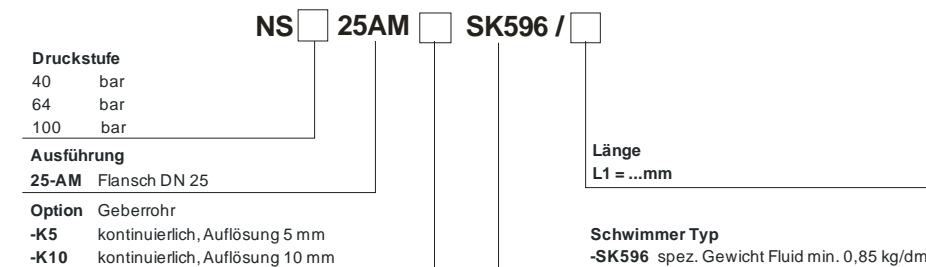 NS 25AM SK596 /
Druckstufe
40 bar
64 bar
100 bar
Ausführung
25-AM Flansch DN 25
Option Geberrohr
-K5 kontinuierlich, Auflösung 5 mm
-K10 kontinuierlich, Auflösung 10 mm
Länge
L1 = ...mm
Schwimmer Typ
-SK596 spez. Gewicht Fluid min. 0,85 kg/dm